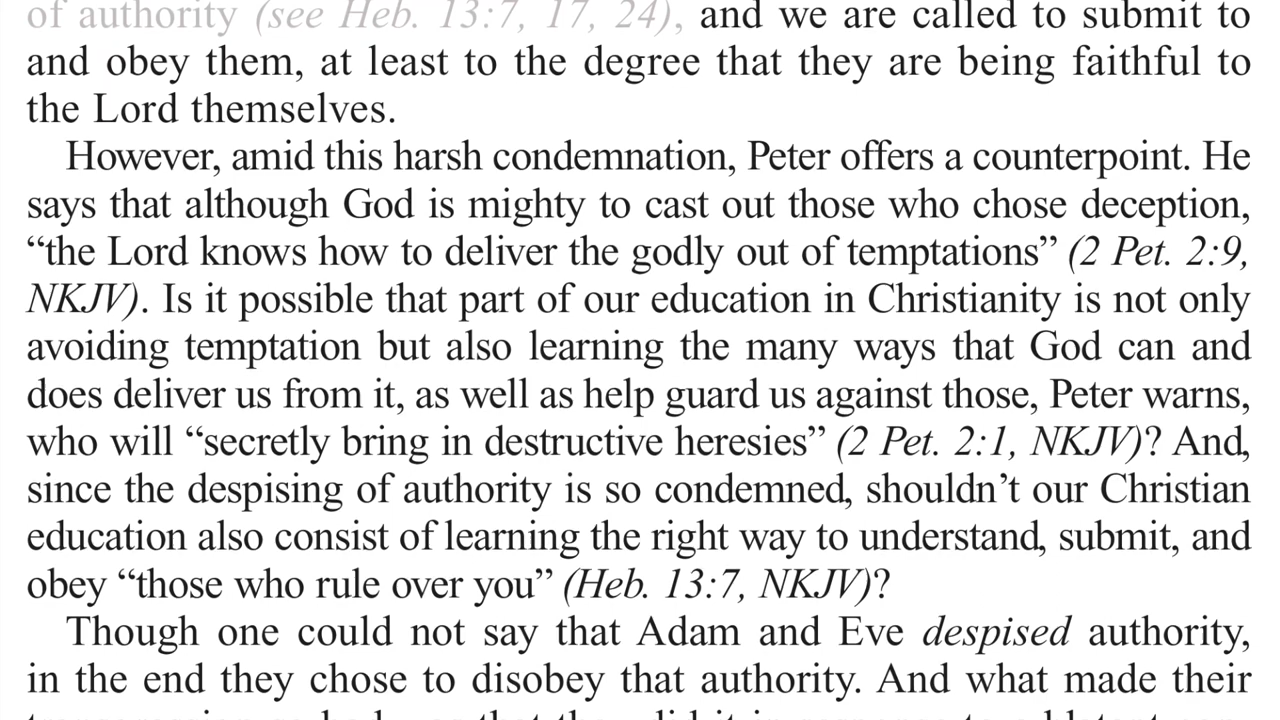 of authority (see Heb. 13:7, 17, 24), and we are called to submit to
and obey them, at least to the degree that they are being faithful to
the Lord themselves.
However, amid this harsh condemnation, Peter offers a counterpoint. He
says that although God is mighty to cast out those who chose deception,
“the Lord knows how to deliver the godly out of temptations” (2 Pet. 2:9,
NKJV). Is it possible that part of our education in Christianity is not only
avoiding temptation but also learning the many ways that God can and
does deliver us from it, as well as help guard us against those, Peter warns,
who will “secretly bring in destructive heresies” (2 Pet. 2:1, NKJV)? And,
since the despising of authority is so condemned, shouldn’t our Christian
education also consist of learning the right way to understand, submit, and
obey “those who rule over you” (Heb. 13:7, NKJV)?
Though one could not say that Adam and Eve despised authority,
in the end they chose to disobey that authority. And what made their